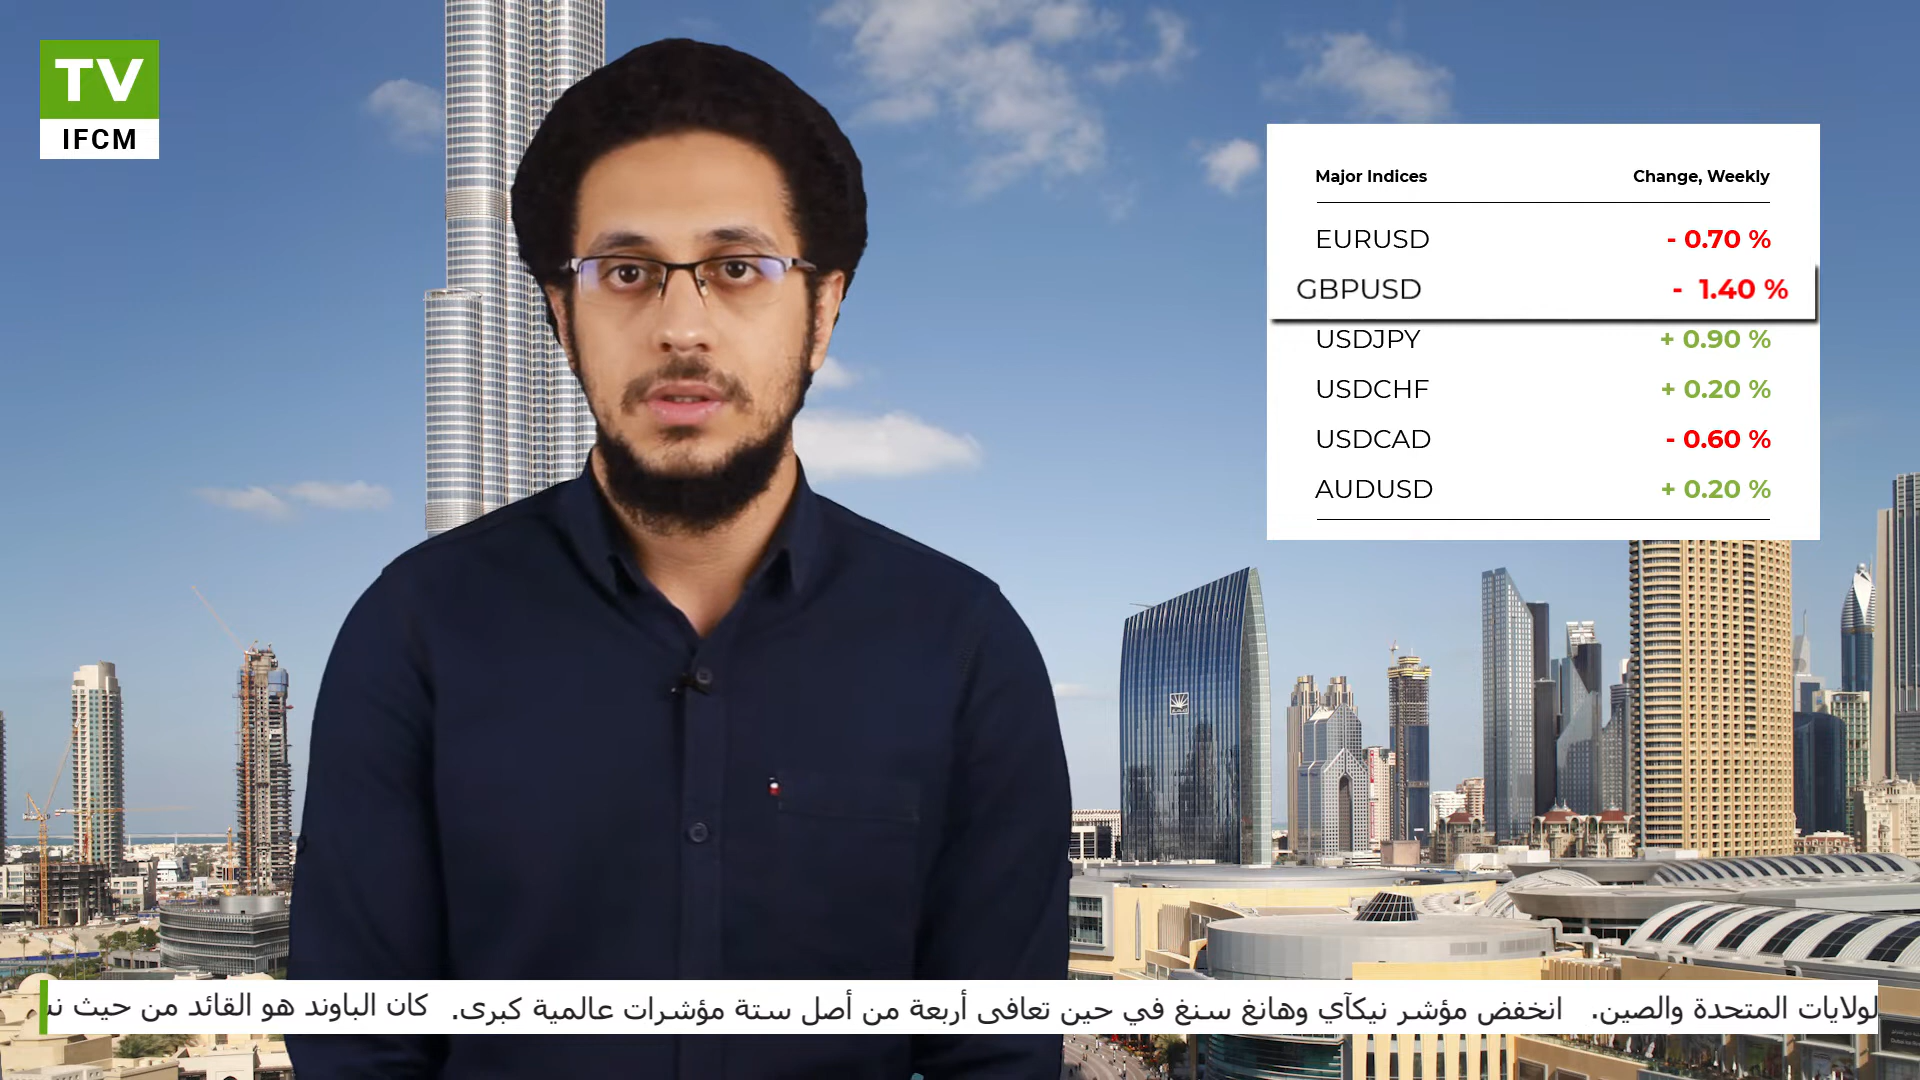 TV
IFCM
Major Indices Change, Weekly
EURUSD - 0.70 %
GBPUSD - 1.40 %
USDJPY + 0.90 %
USDCHF + 0.20 %
USDCAD - 0.60 %
AUDUSD + 0.20 %
لولايات المتحدة والصين. انخفض مؤشر نيكآي وهانغ سنغ في حين تعافى أربعة من أصل ستة مؤشرات عالمية كبرى. كان الباوند هو القائد من حيث